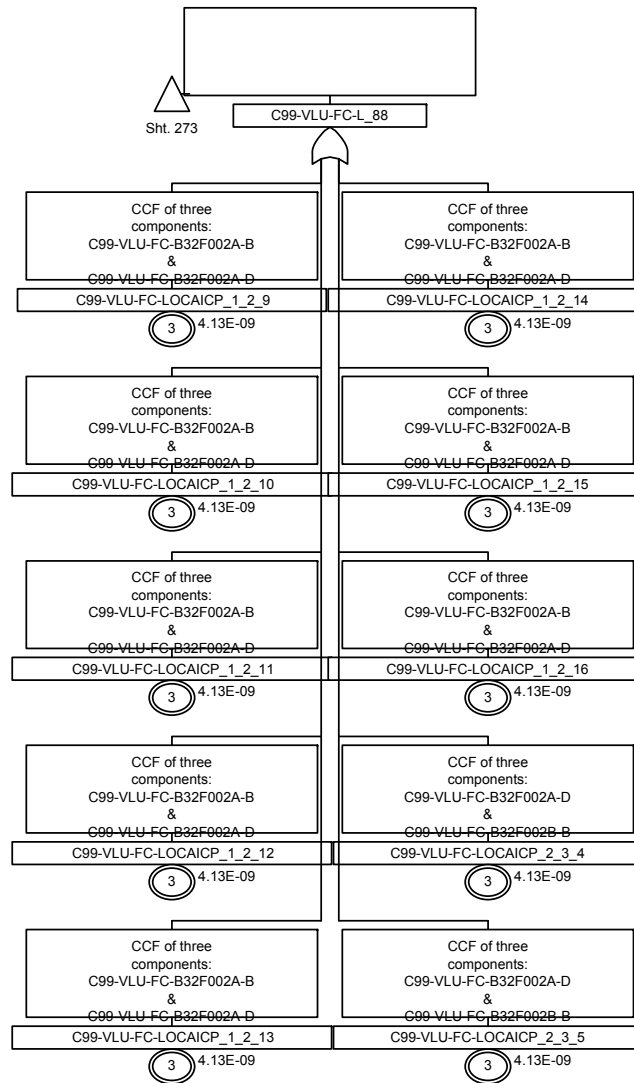 C99-VLU-FC-L_88
Sht. 273
CCF of three
components:
C99-VLU-FC-B32F002A-B
&
C99-VLU-FC-B32F002A-D
C99-VLU-FC-LOCAICP_1_2_9
3
4.13E-09
CCF of three
components:
C99-VLU-FC-B32F002A-B
&
C99-VLU-FC-B32F002A-D
C99-VLU-FC-LOCAICP_1_2_14
3
4.13E-09
CCF of three
components:
C99-VLU-FC-B32F002A-B
&
C99-VLU-FC-B32F002A-D
C99-VLU-FC-LOCAICP_1_2_10
3
4.13E-09
CCF of three
components:
C99-VLU-FC-B32F002A-B
&
C99-VLU-FC-B32F002A-D
C99-VLU-FC-LOCAICP_1_2_15
3
4.13E-09
CCF of three
components:
C99-VLU-FC-B32F002A-B
&
C99-VLU-FC-B32F002A-D
C99-VLU-FC-LOCAICP_1_2_11
3
4.13E-09
CCF of three
components:
C99-VLU-FC-B32F002A-B
&
C99-VLU-FC-B32F002A-D
C99-VLU-FC-LOCAICP_1_2_16
3
4.13E-09
CCF of three
components:
C99-VLU-FC-B32F002A-B
&
C99-VLU-FC-B32F002A-D
C99-VLU-FC-LOCAICP_1_2_12
3
4.13E-09
CCF of three
components:
C99-VLU-FC-B32F002A-D
&
C99-VLU-FC-B32F002B-B
C99-VLU-FC-LOCAICP_2_3_4
3
4.13E-09
CCF of three
components:
C99-VLU-FC-B32F002A-B
&
C99-VLU-FC-B32F002A-D
C99-VLU-FC-LOCAICP_1_2_13
3
4.13E-09
CCF of three
components:
C99-VLU-FC-B32F002A-D
&
C99-VLU-FC-B32F002B-B
C99-VLU-FC-LOCAICP_2_3_5
3
4.13E-09